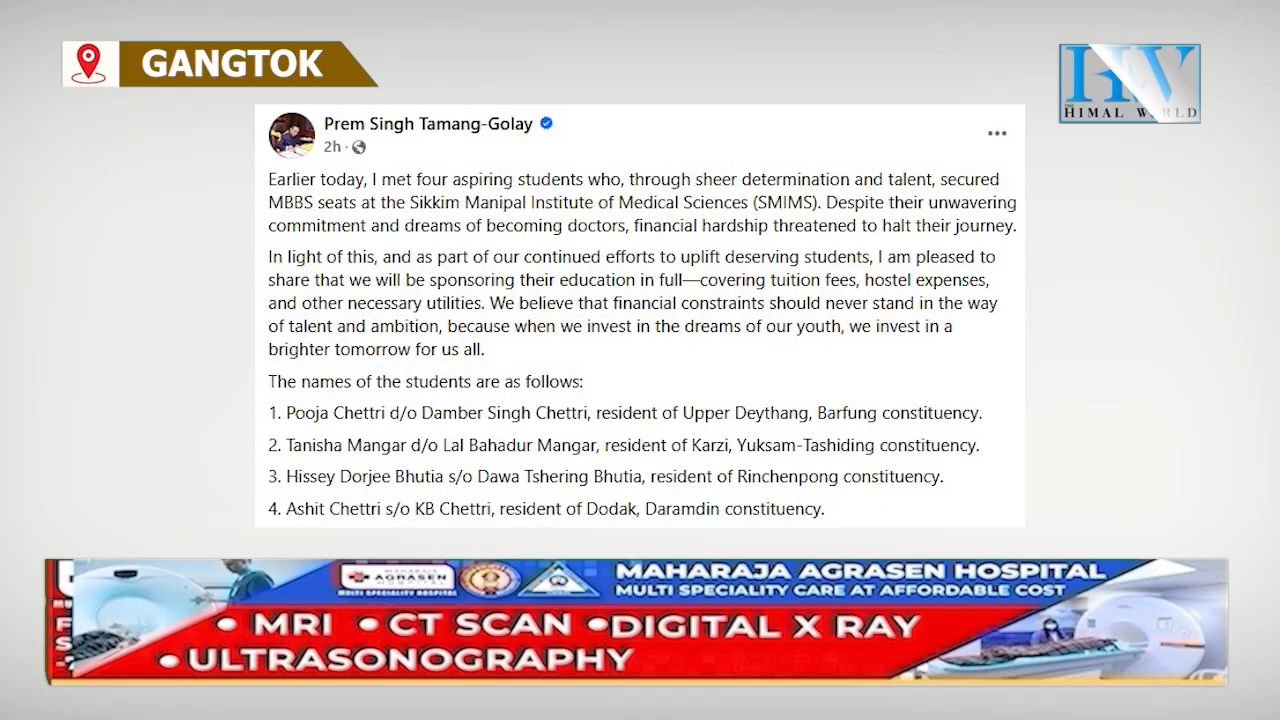 GANGTOK
HW
THE
HIMAL WORLD
Prem Singh Tamang-Golay
2h
Earlier today, I met four aspiring students who, through sheer determination and talent, secured
MBBS seats at the Sikkim Manipal Institute of Medical Sciences (SMIMS). Despite their unwavering
commitment and dreams of becoming doctors, financial hardship threatened to halt their journey.
In light of this, and as part of our continued efforts to uplift deserving students, I am pleased to
share that we will be sponsoring their education in full—covering tuition fees, hostel expenses,
and other necessary utilities. We believe that financial constraints should never stand in the way
of talent and ambition, because when we invest in the dreams of our youth, we invest in a
brighter tomorrow for us all.
The names of the students are as follows:
1. Pooja Chettri d/o Damber Singh Chettri, resident of Upper Deythang, Barfung constituency.
2. Tanisha Mangar d/o Lal Bahadur Mangar, resident of Karzi, Yuksam-Tashiding constituency.
3. Hissey Dorjee Bhutia s/o Dawa Tshering Bhutia, resident of Rinchenpong constituency.
4. Ashit Chettri s/o KB Chettri, resident of Dodak, Daramdin constituency.
MAHARAJA
AGRASEN
HOSPITAL
MULTI SPECIALITY HOSPITAL
MAHARAJA AGRASEN HOSPITAL
MULTI SPECIALITY CARE AT AFFORDABLE COST
• MRI • CT SCAN • DIGITAL X RAY
• ULTRASONOGRAPHY